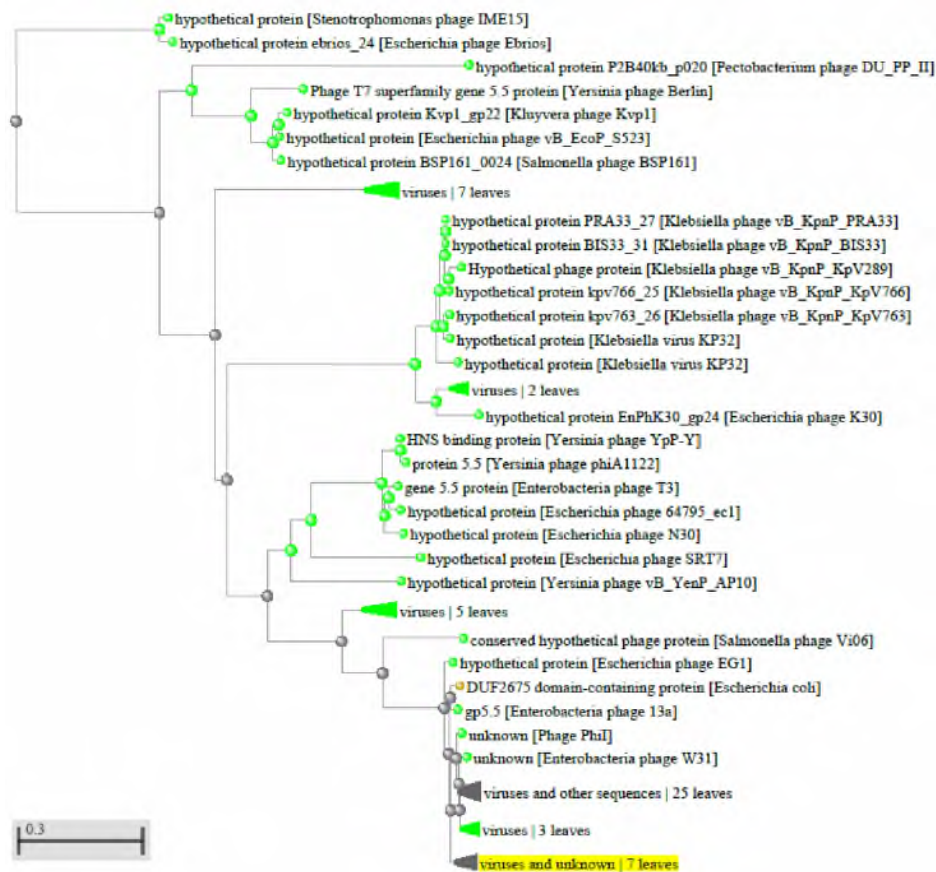 hypothetical protein [Stenotrophomonas phage IME15]
hypothetical protein ebrios_24 [Escherichia phage Ebrios]
hypothetical protein P2B40kb_p020 [Pectobacterium phage DU_PP_II]
Phage T7 superfamily gene 5.5 protein [Yersinia phage Berlin]
hypothetical protein Kvp1_gp22 [Kluyvera phage Kvp1]
hypothetical protein [Escherichia phage vB_EcoP_S523]
hypothetical protein BSP161_0024 [Salmonella phage BSP161]
viruses | 7 leaves
hypothetical protein PRA33_27 [Klebsiella phage vB_KpnP_PRA33]
hypothetical protein BIS33_31 [Klebsiella phage vB_KpnP_BIS33]
Hypothetical phage protein [Klebsiella phage vB_KpnP_KpV289]
hypothetical protein kpv766_25 [Klebsiella phage vB_KpnP_KpV766]
hypothetical protein kpv763_26 [Klebsiella phage vB_KpnP_KpV763]
hypothetical protein [Klebsiella virus KP32]
hypothetical protein [Klebsiella virus KP32]
viruses | 2 leaves
hypothetical protein EnPhK30_gp24 [Escherichia phage K30]
HNS binding protein [Yersinia phage YpP-Y]
protein 5.5 [Yersinia phage phiA1122]
gene 5.5 protein [Enterobacteria phage T3]
hypothetical protein [Escherichia phage 64795_ec1]
hypothetical protein [Escherichia phage N30]
hypothetical protein [Escherichia phage SRT7]
hypothetical protein [Yersinia phage vB_YenP_AP10]
viruses | 5 leaves
conserved hypothetical phage protein [Salmonella phage Vi06]
hypothetical protein [Escherichia phage EG1]
DUF2675 domain-containing protein [Escherichia coli]
gp5.5 [Enterobacteria phage 13a]
unknown [Phage PhiI]
unknown [Enterobacteria phage W31]
viruses and other sequences | 25 leaves
0.3
viruses | 3 leaves
viruses and unknown | 7 leaves